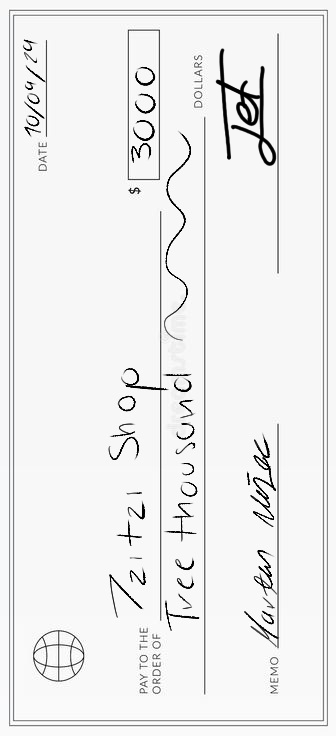 DATE 10/09/24
PAY TO THE ORDER OF Tzitzi Shop $ 3000
Tree thousand DOLLARS
MEMO